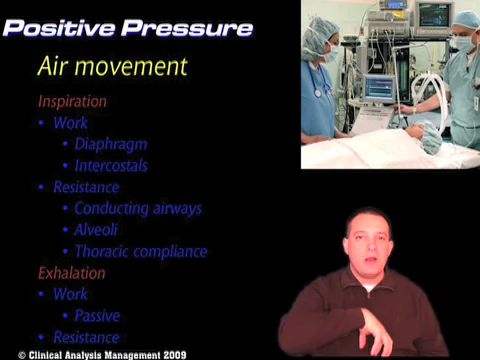 Positive Pressure
Air movement
Inspiration
• Work
• Diaphragm
• Intercostals
• Resistance
• Conducting airways
• Alveoli
• Thoracic compliance
Exhalation
• Work
• Passive
• Resistance
© Clinical Analysis Management 2009